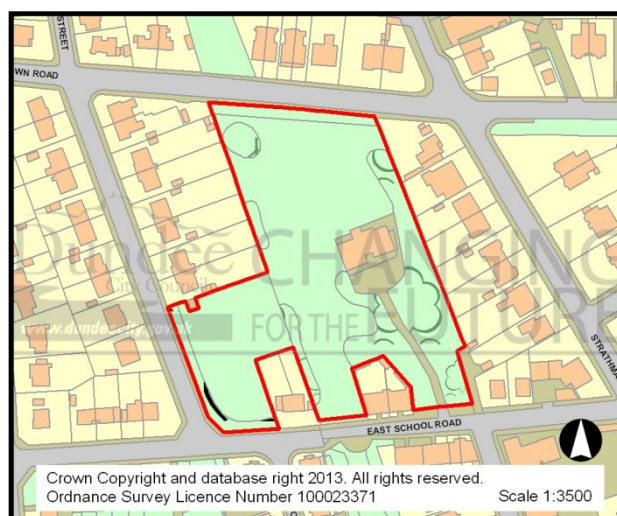 STREET
WN ROAD
Dundee CHANGING
City Council
FOR THE FUTURE
www.dundeecity.gov.uk
STRATHM
EAST SCHOOL ROAD
Crown Copyright and database right 2013. All rights reserved.
Ordnance Survey Licence Number 100023371 Scale 1:3500